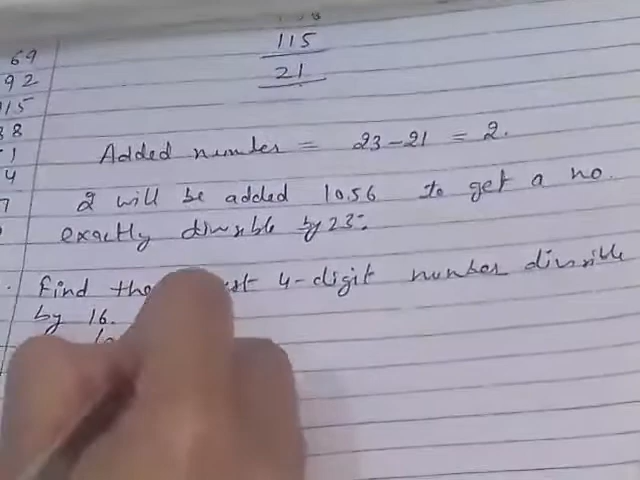 69
92
115
21
Added number = 23-21 = 2.
2 will be added 1056 to get a no.
exactly divisible by 23.
Find the 4-digit number divisible
by 16.